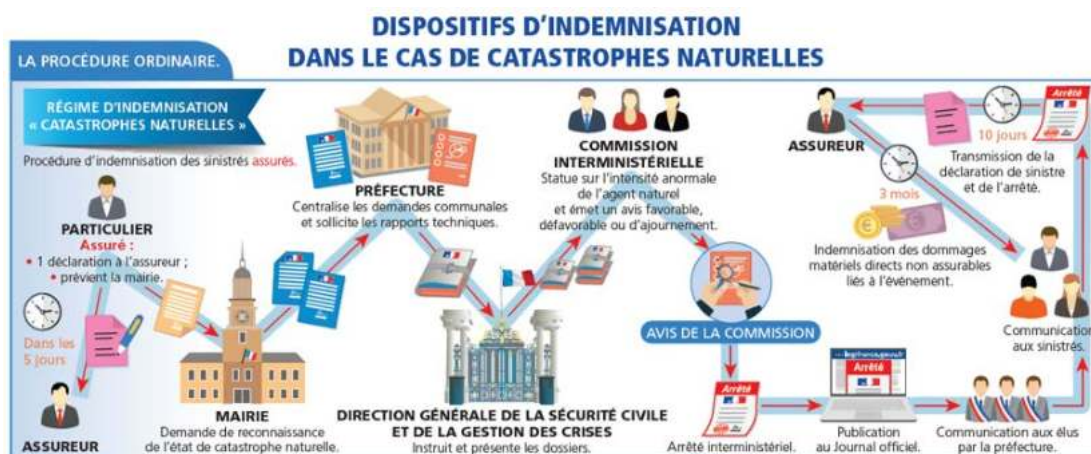 DISPOSITIFS D'INDEMNISATION
DANS LE CAS DE CATASTROPHES NATURELLES
LA PROCÉDURE ORDINAIRE.
RÉGIME D'INDEMNISATION
« CATASTROPHES NATURELLES »
Procédure d'indemnisation des sinistrés assurés.
PARTICULIER
Assuré :
• 1 déclaration à l'assureur ;
• prévient la mairie.
Dans les
5 jours
ASSUREUR
MAIRIE
Demande de reconnaissance
de l'état de catastrophe naturelle.
PRÉFECTURE
Centralise les demandes communales
et sollicite les rapports techniques.
DIRECTION GÉNÉRALE DE LA SÉCURITÉ CIVILE
ET DE LA GESTION DES CRISES
Instruit et présente les dossiers.
COMMISSION
INTERMINISTÉRIELLE
Statue sur l'intensité anormale
de l'agent naturel
et émet un avis favorable,
défavorable ou d'ajournement.
AVIS DE LA COMMISSION
Arrêté
Arrêté interministériel.
Arrêté
Publication
au Journal officiel.
Communication aux élus
par la préfecture.
Communication
aux sinistrés.
Arrêté
10 jours
Transmission de la
déclaration de sinistre
et de l'arrêté.
ASSUREUR
3 mois
Indemnisation des dommages
matériels directs non assurables
liés à l'événement.